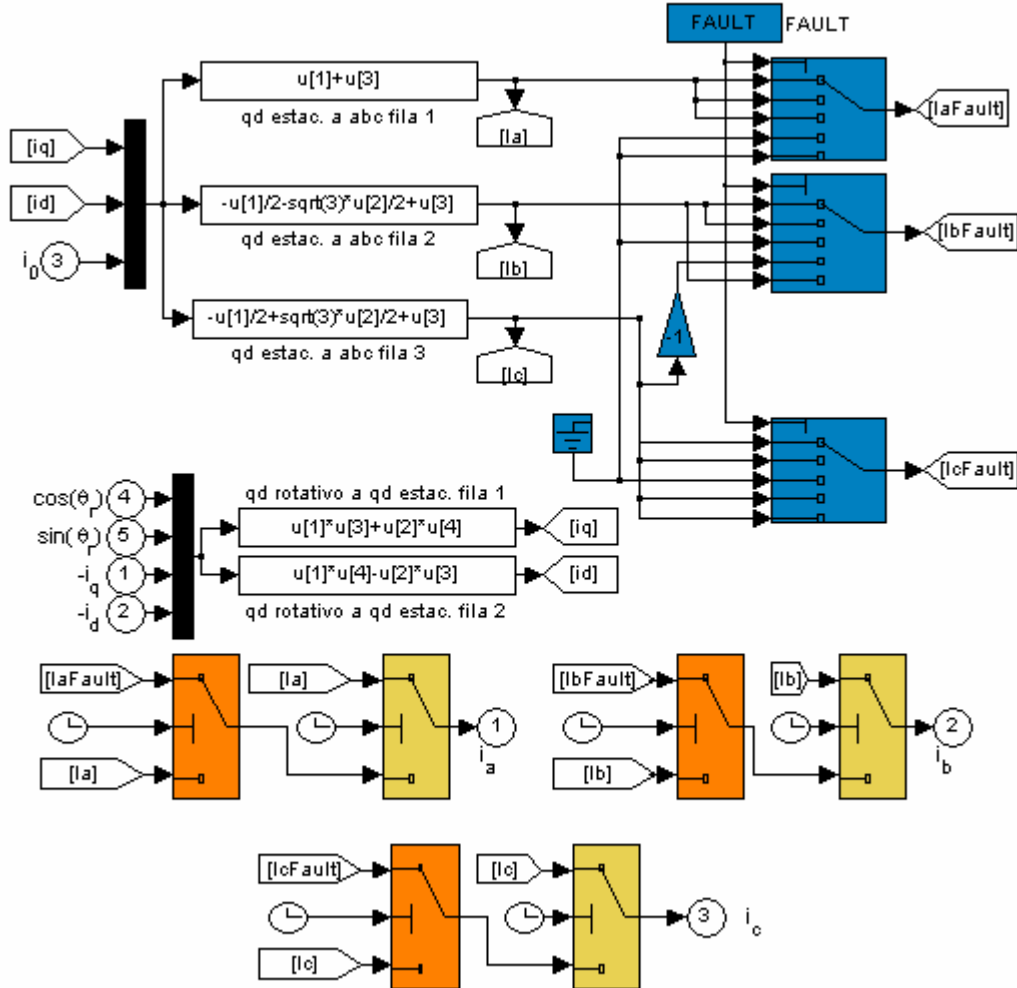 FAULT
FAULT
u[1]+u[3]
qd estac. a abc fila 1
[Ia]
[IaFault]
[iq]
[id]
i0
3
-u[1]/2-sqrt(3)*u[2]/2+u[3]
qd estac. a abc fila 2
[Ib]
[IbFault]
-u[1]/2+sqrt(3)*u[2]/2+u[3]
qd estac. a abc fila 3
[Ic]
-1
[IcFault]
cos(θr)
4
sin(θr)
5
-iq
1
-id
2
qd rotativo a qd estac. fila 1
u[1]*u[3]+u[2]*u[4]
[iq]
u[1]*u[4]-u[2]*u[3]
[id]
qd rotativo a qd estac. fila 2
[IaFault]
[Ia]
[Ia]
1
ia
[IbFault]
[Ib]
[Ib]
2
ib
[IcFault]
[Ic]
[Ic]
3
ic